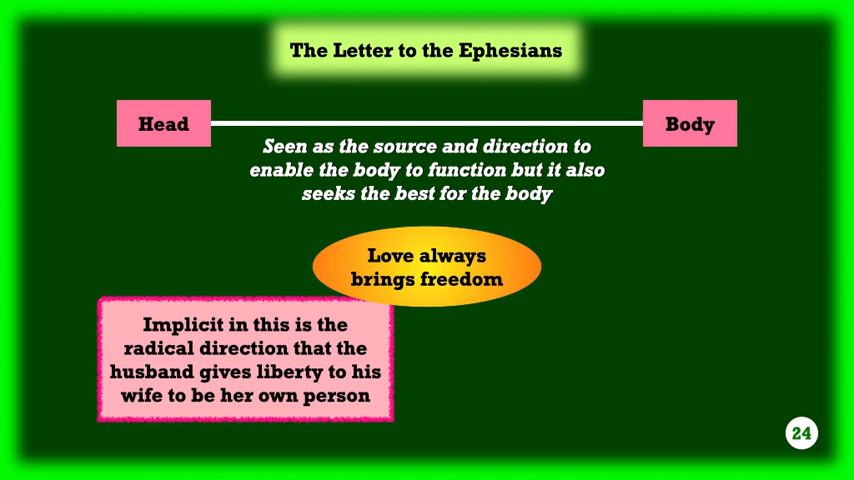 The Letter to the Ephesians
Head
Body
Seen as the source and direction to
enable the body to function but it also
seeks the best for the body
Love always
brings freedom
Implicit in this is the
radical direction that the
husband gives liberty to his
wife to be her own person
24